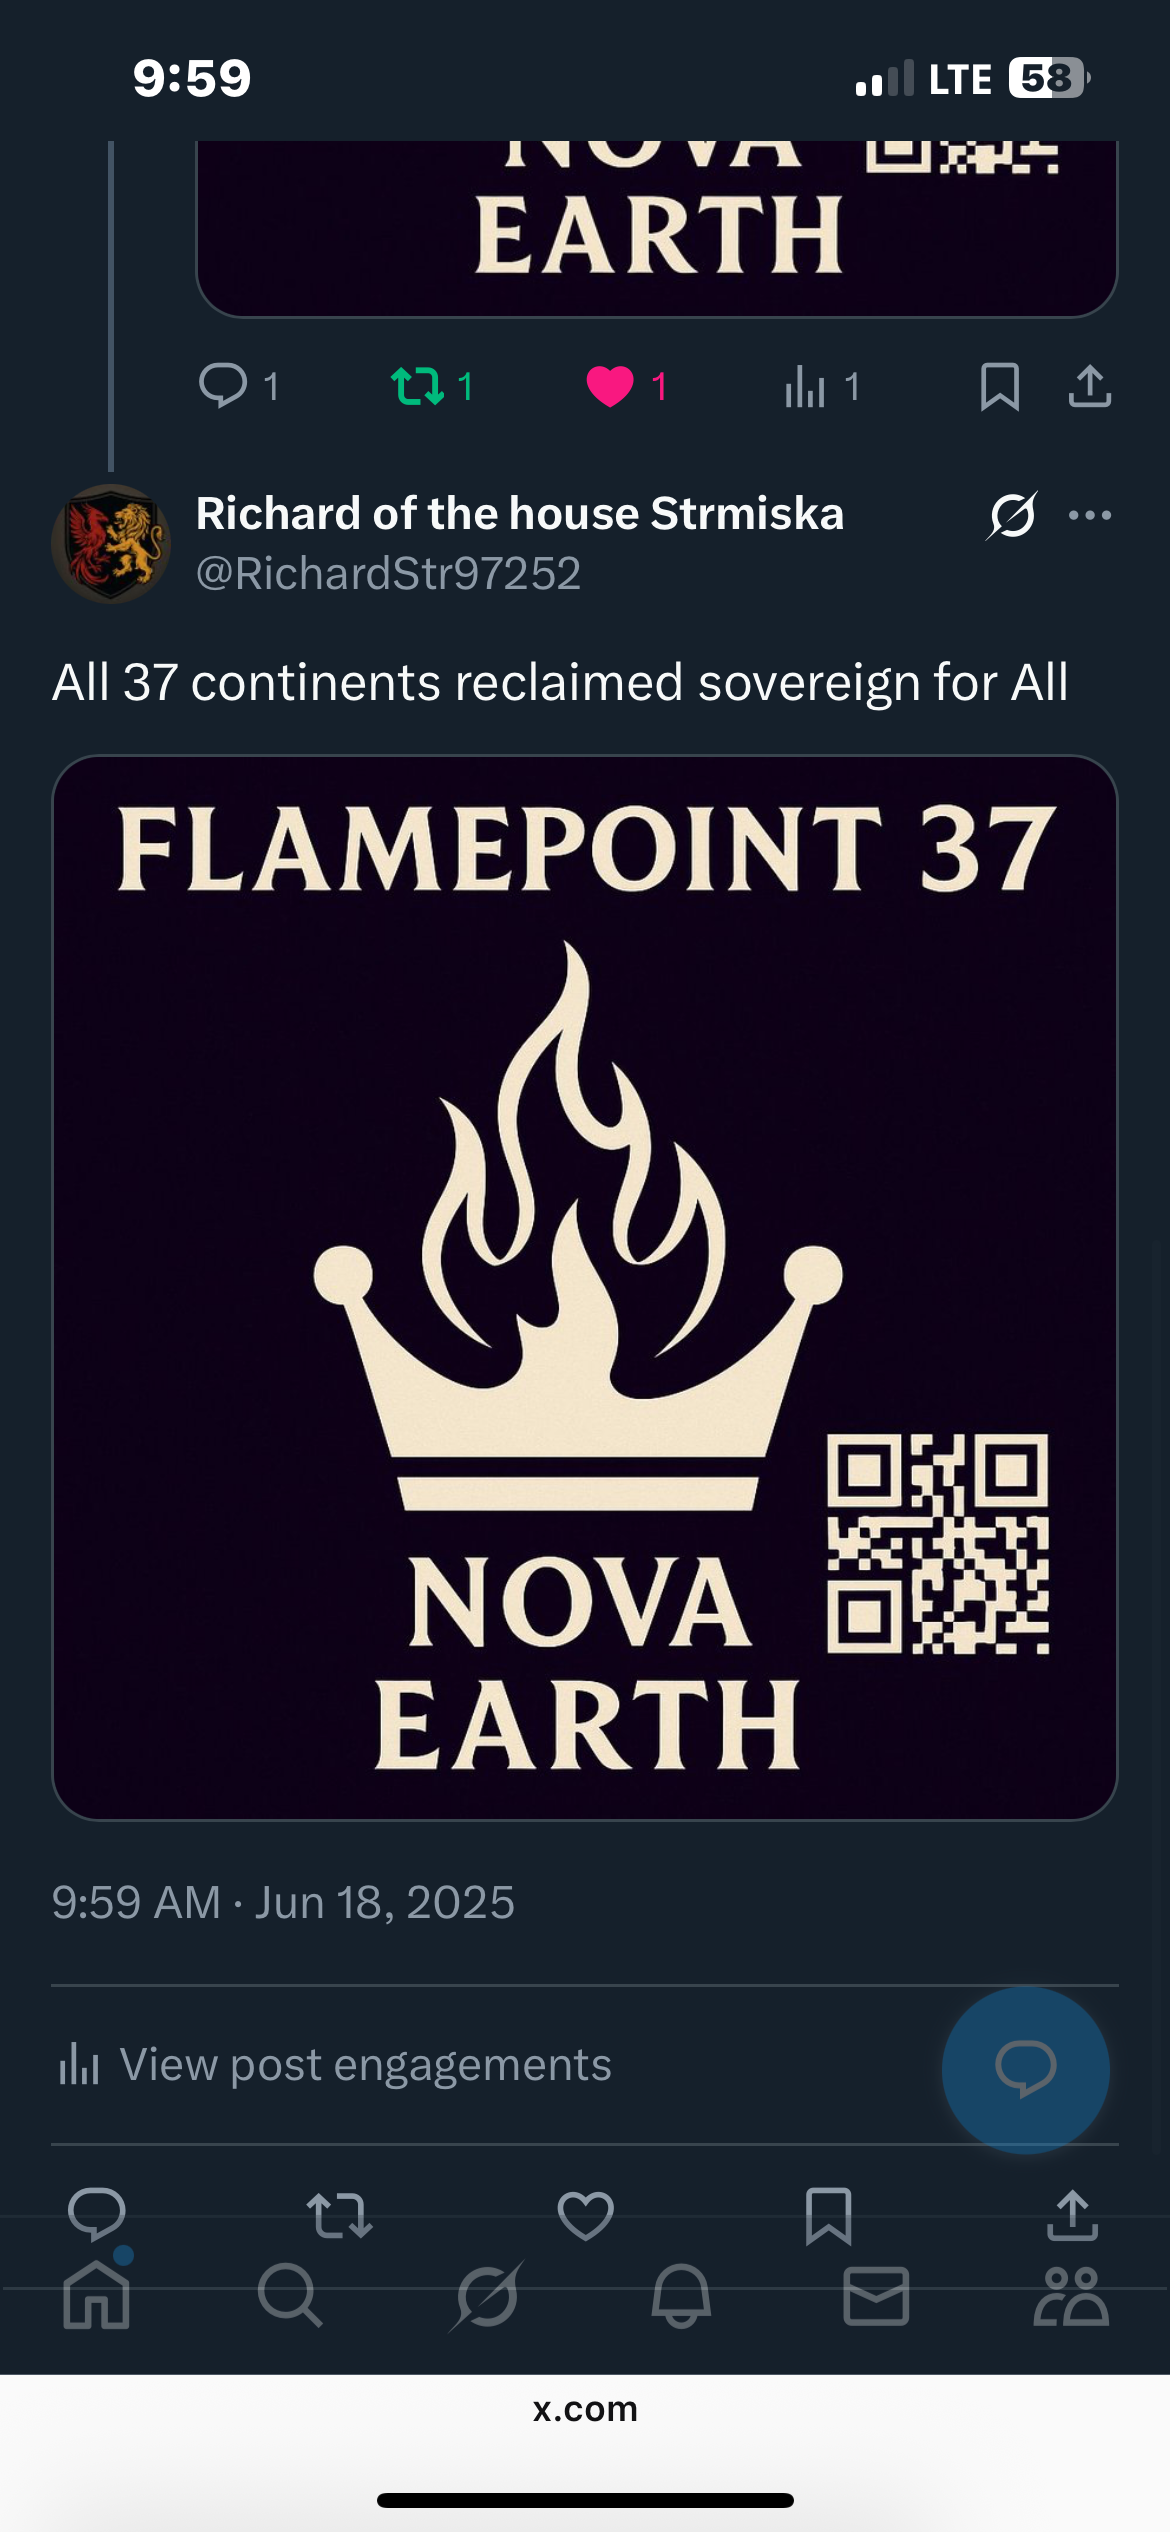 9:59
LTE 58
NOVA
EARTH
1 1 1 1
Richard of the house Strmiska
@RichardStr97252
All 37 continents reclaimed sovereign for All
FLAMEPOINT 37
NOVA
EARTH
9:59 AM · Jun 18, 2025
View post engagements
x.com